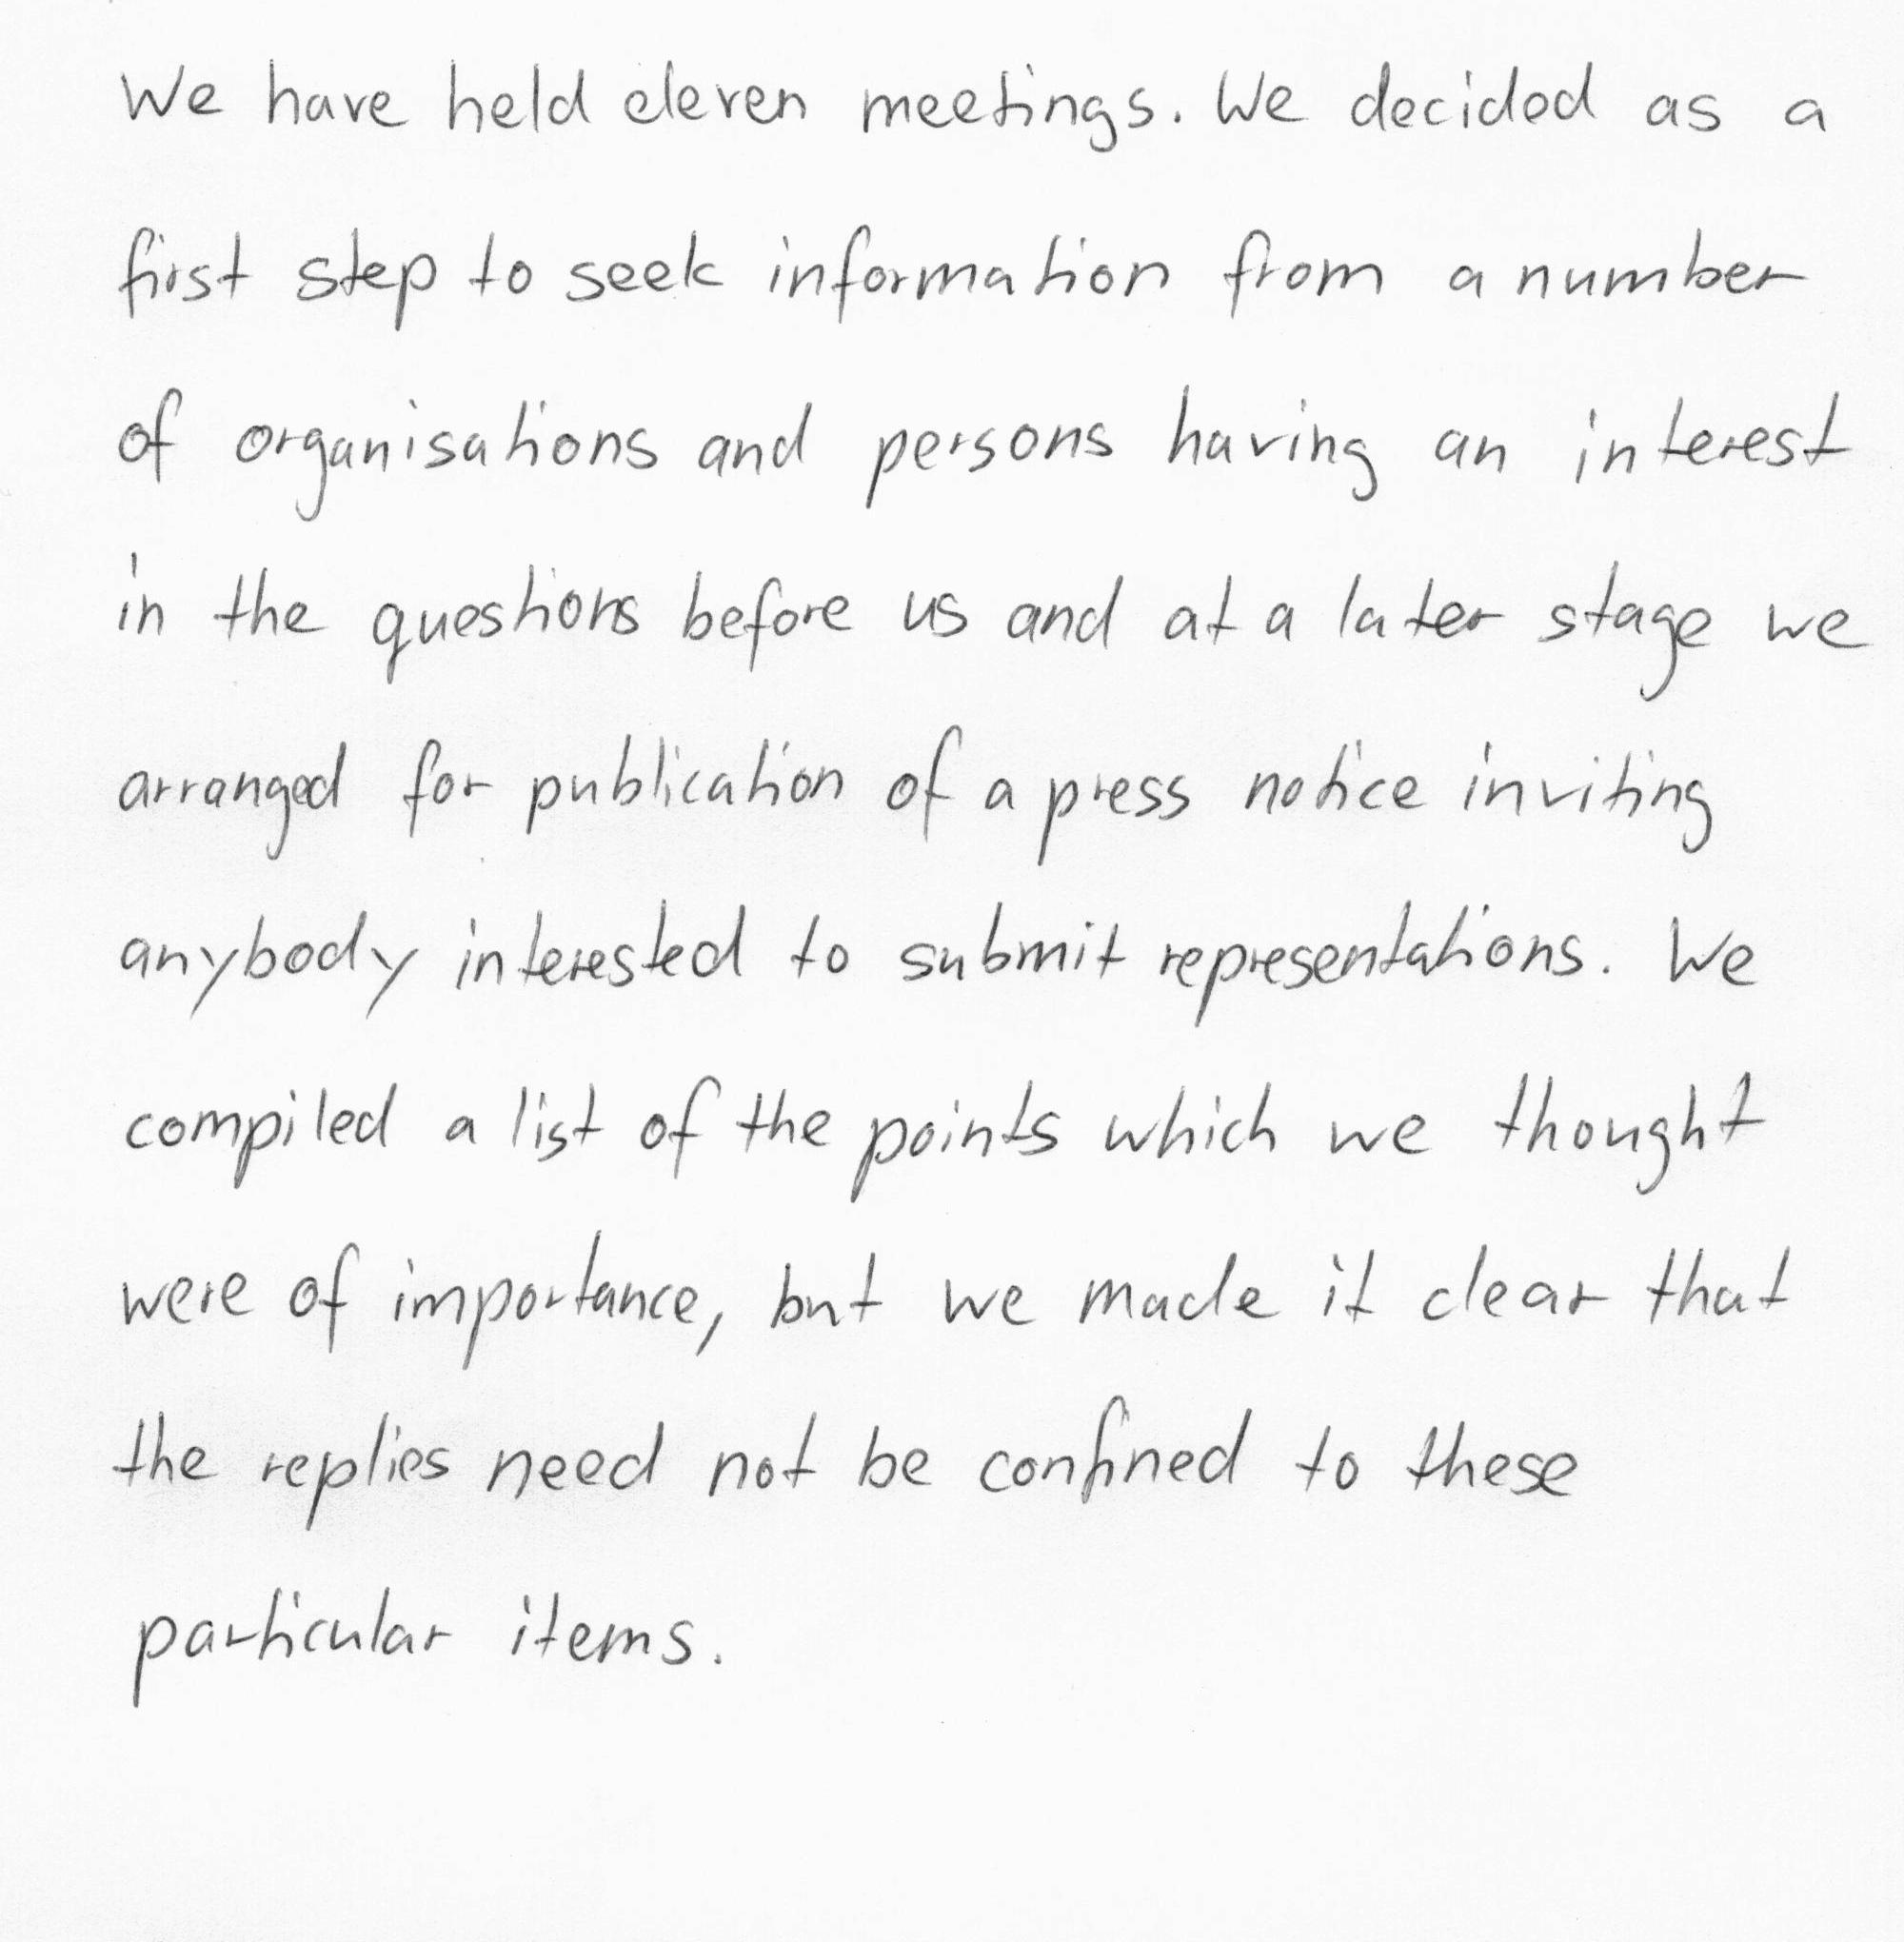 We have held eleven meetings. We decided as a
first step to seek information from a number
of organisations and persons having an interest
in the questions before us and at a later stage we
arranged for publication of a press notice inviting
anybody interested to submit representations. We
compiled a list of the points which we thought
were of importance, but we made it clear that
the replies need not be confined to these
particular items.